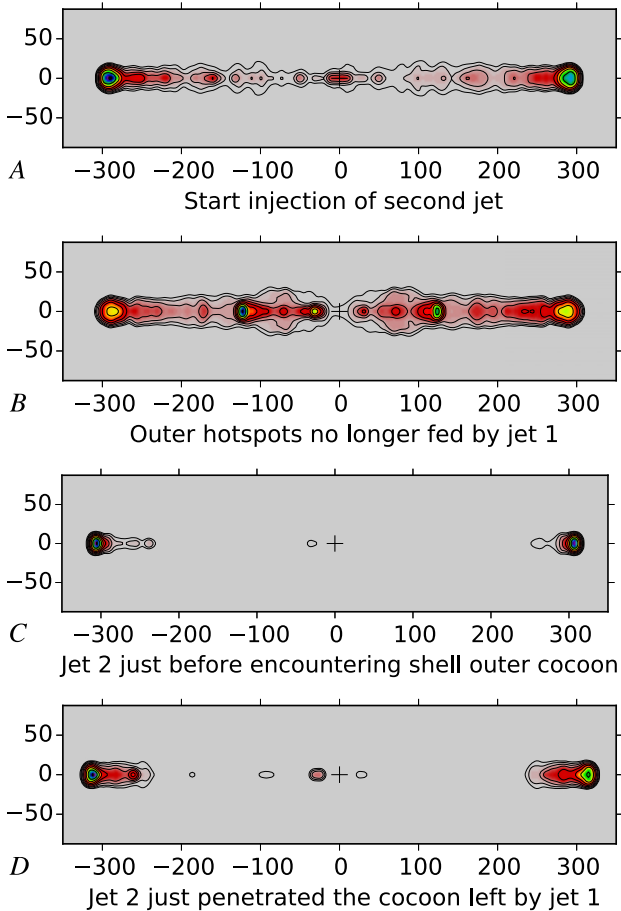 50
0
−50
A
−300 −200 −100 0 100 200 300
Start injection of second jet
50
0
−50
B
−300 −200 −100 0 100 200 300
Outer hotspots no longer fed by jet 1
50
0
−50
C
−300 −200 −100 0 100 200 300
Jet 2 just before encountering shell outer cocoon
50
0
−50
D
−300 −200 −100 0 100 200 300
Jet 2 just penetrated the cocoon left by jet 1